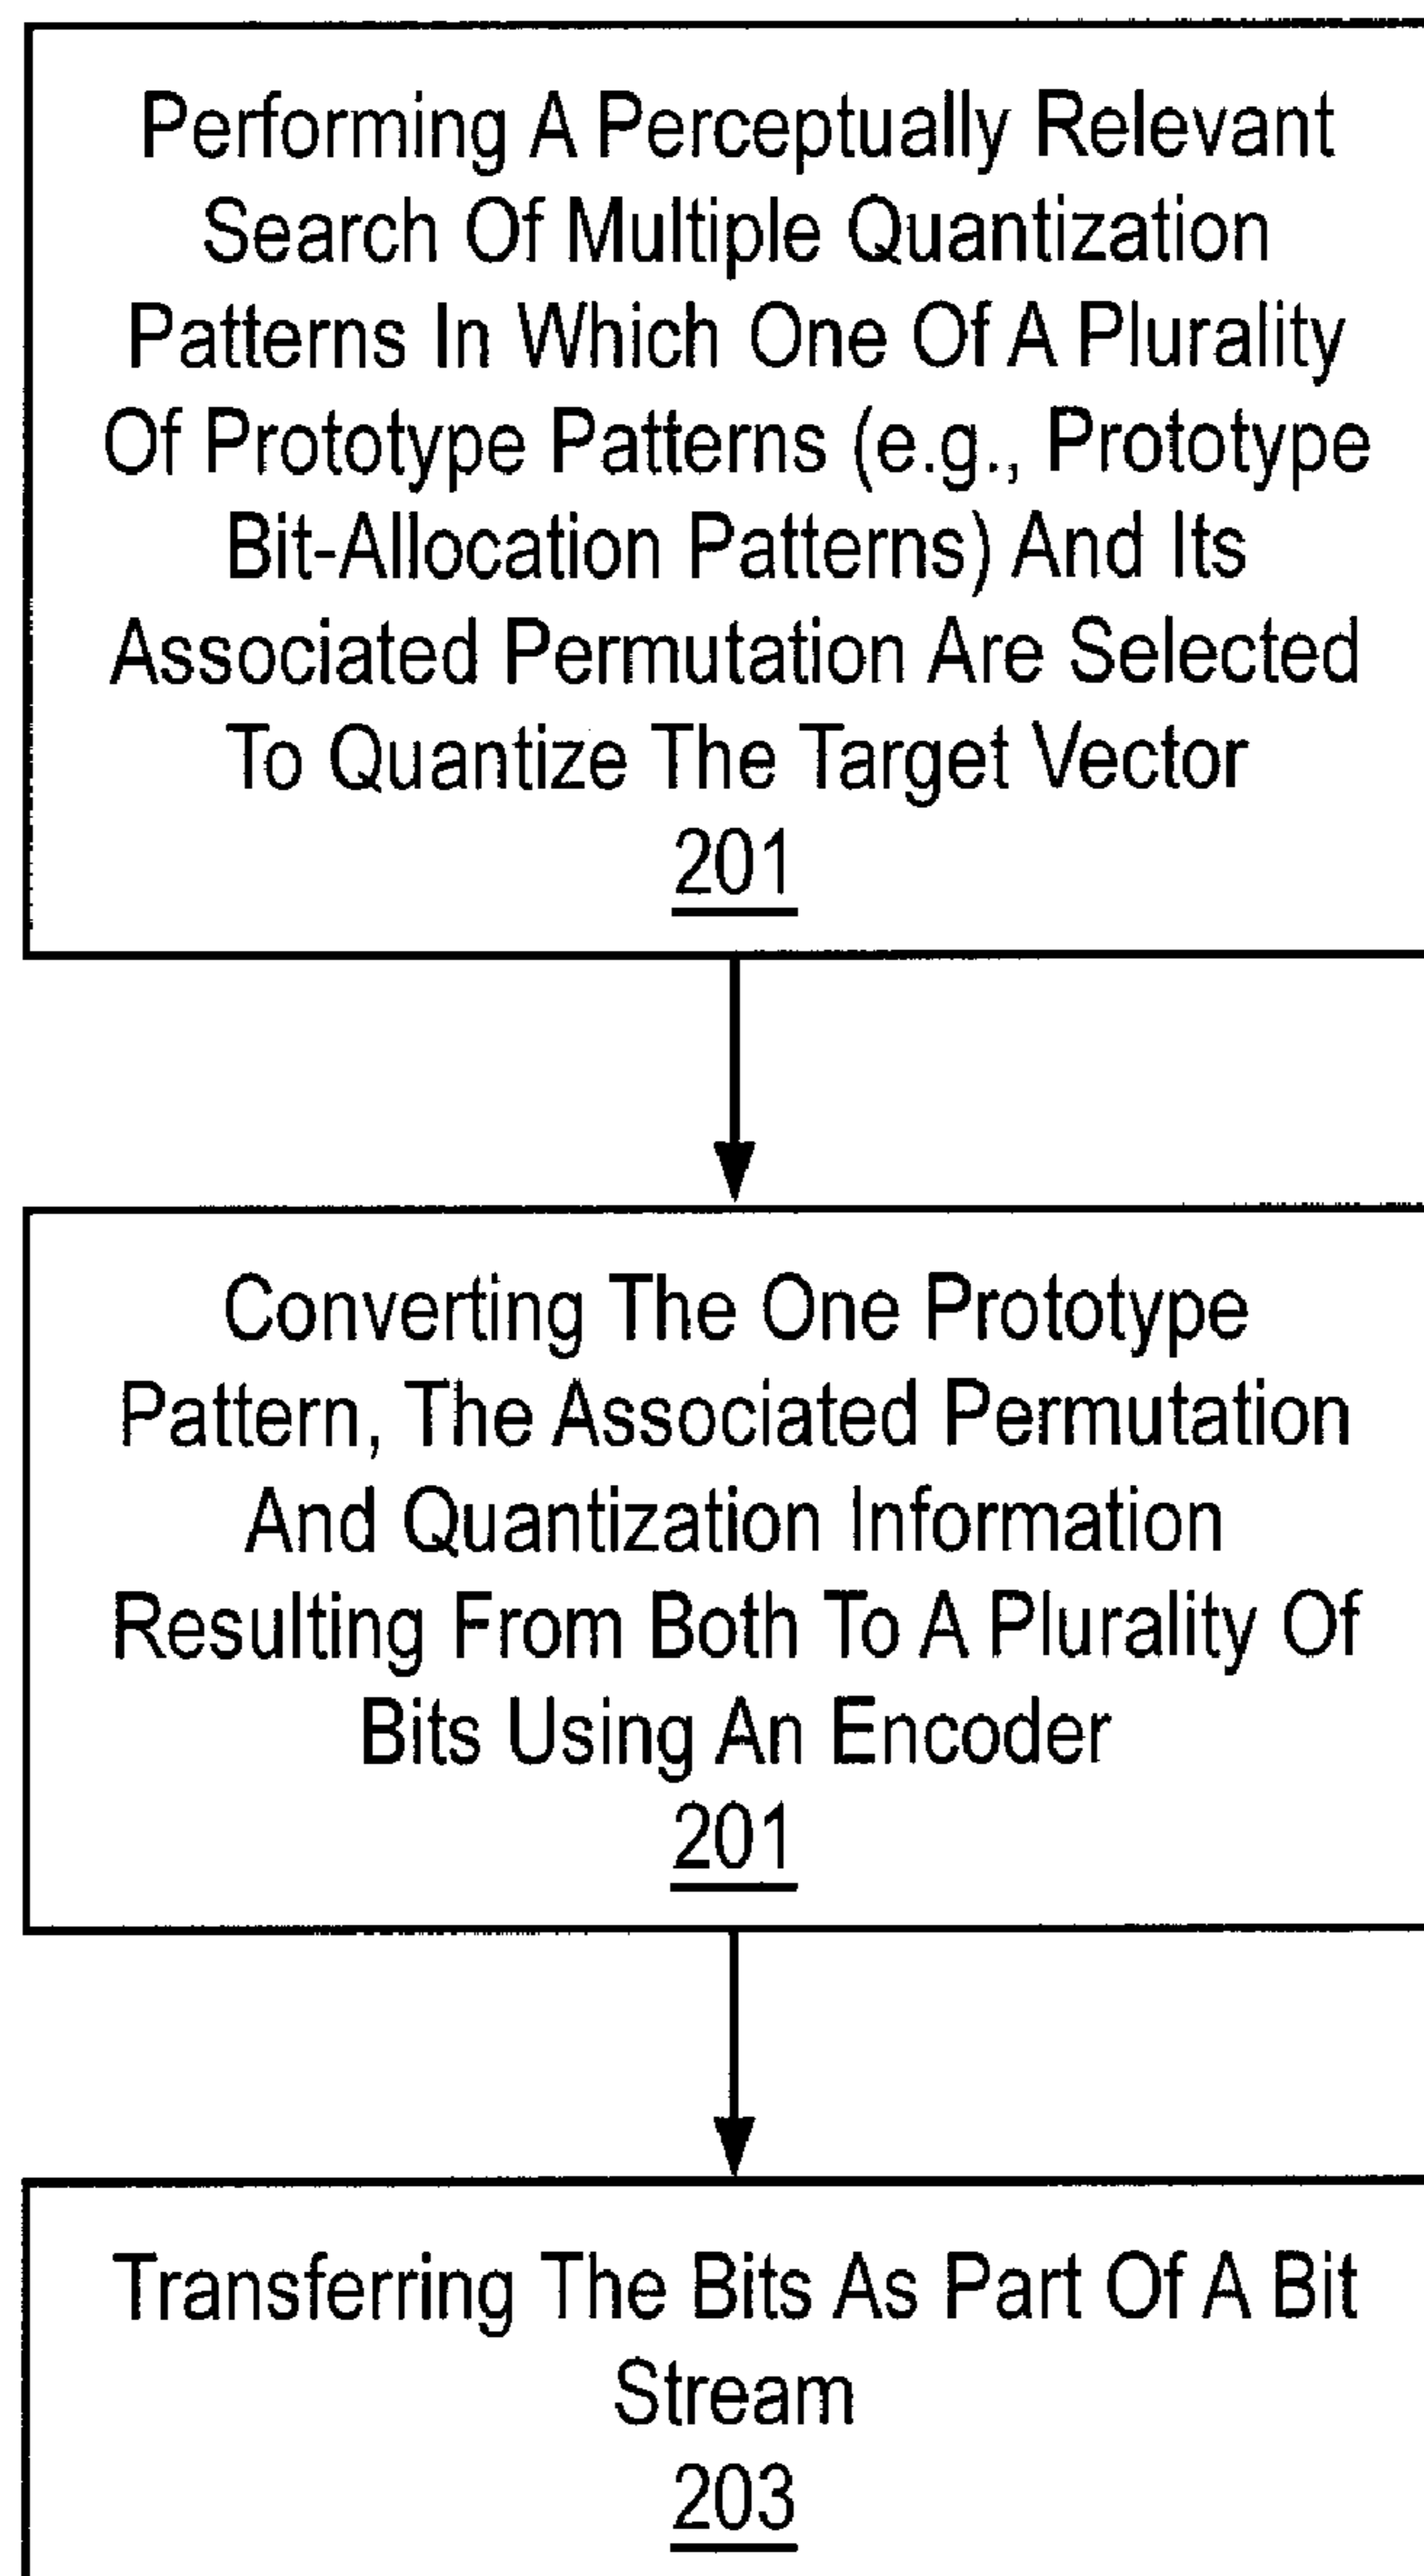 Performing A Perceptually Relevant
Search Of Multiple Quantization
Patterns In Which One Of A Plurality
Of Prototype Patterns (e.g., Prototype
Bit-Allocation Patterns) And Its
Associated Permutation Are Selected
To Quantize The Target Vector
201
Converting The One Prototype
Pattern, The Associated Permutation
And Quantization Information
Resulting From Both To A Plurality Of
Bits Using An Encoder
201
Transferring The Bits As Part Of A Bit
Stream
203